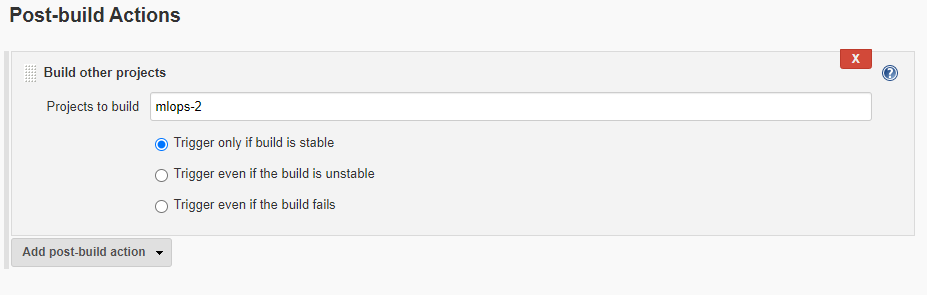 Post-build Actions
X
Build other projects
?
Projects to build mlops-2
Trigger only if build is stable
Trigger even if the build is unstable
Trigger even if the build fails
Add post-build action